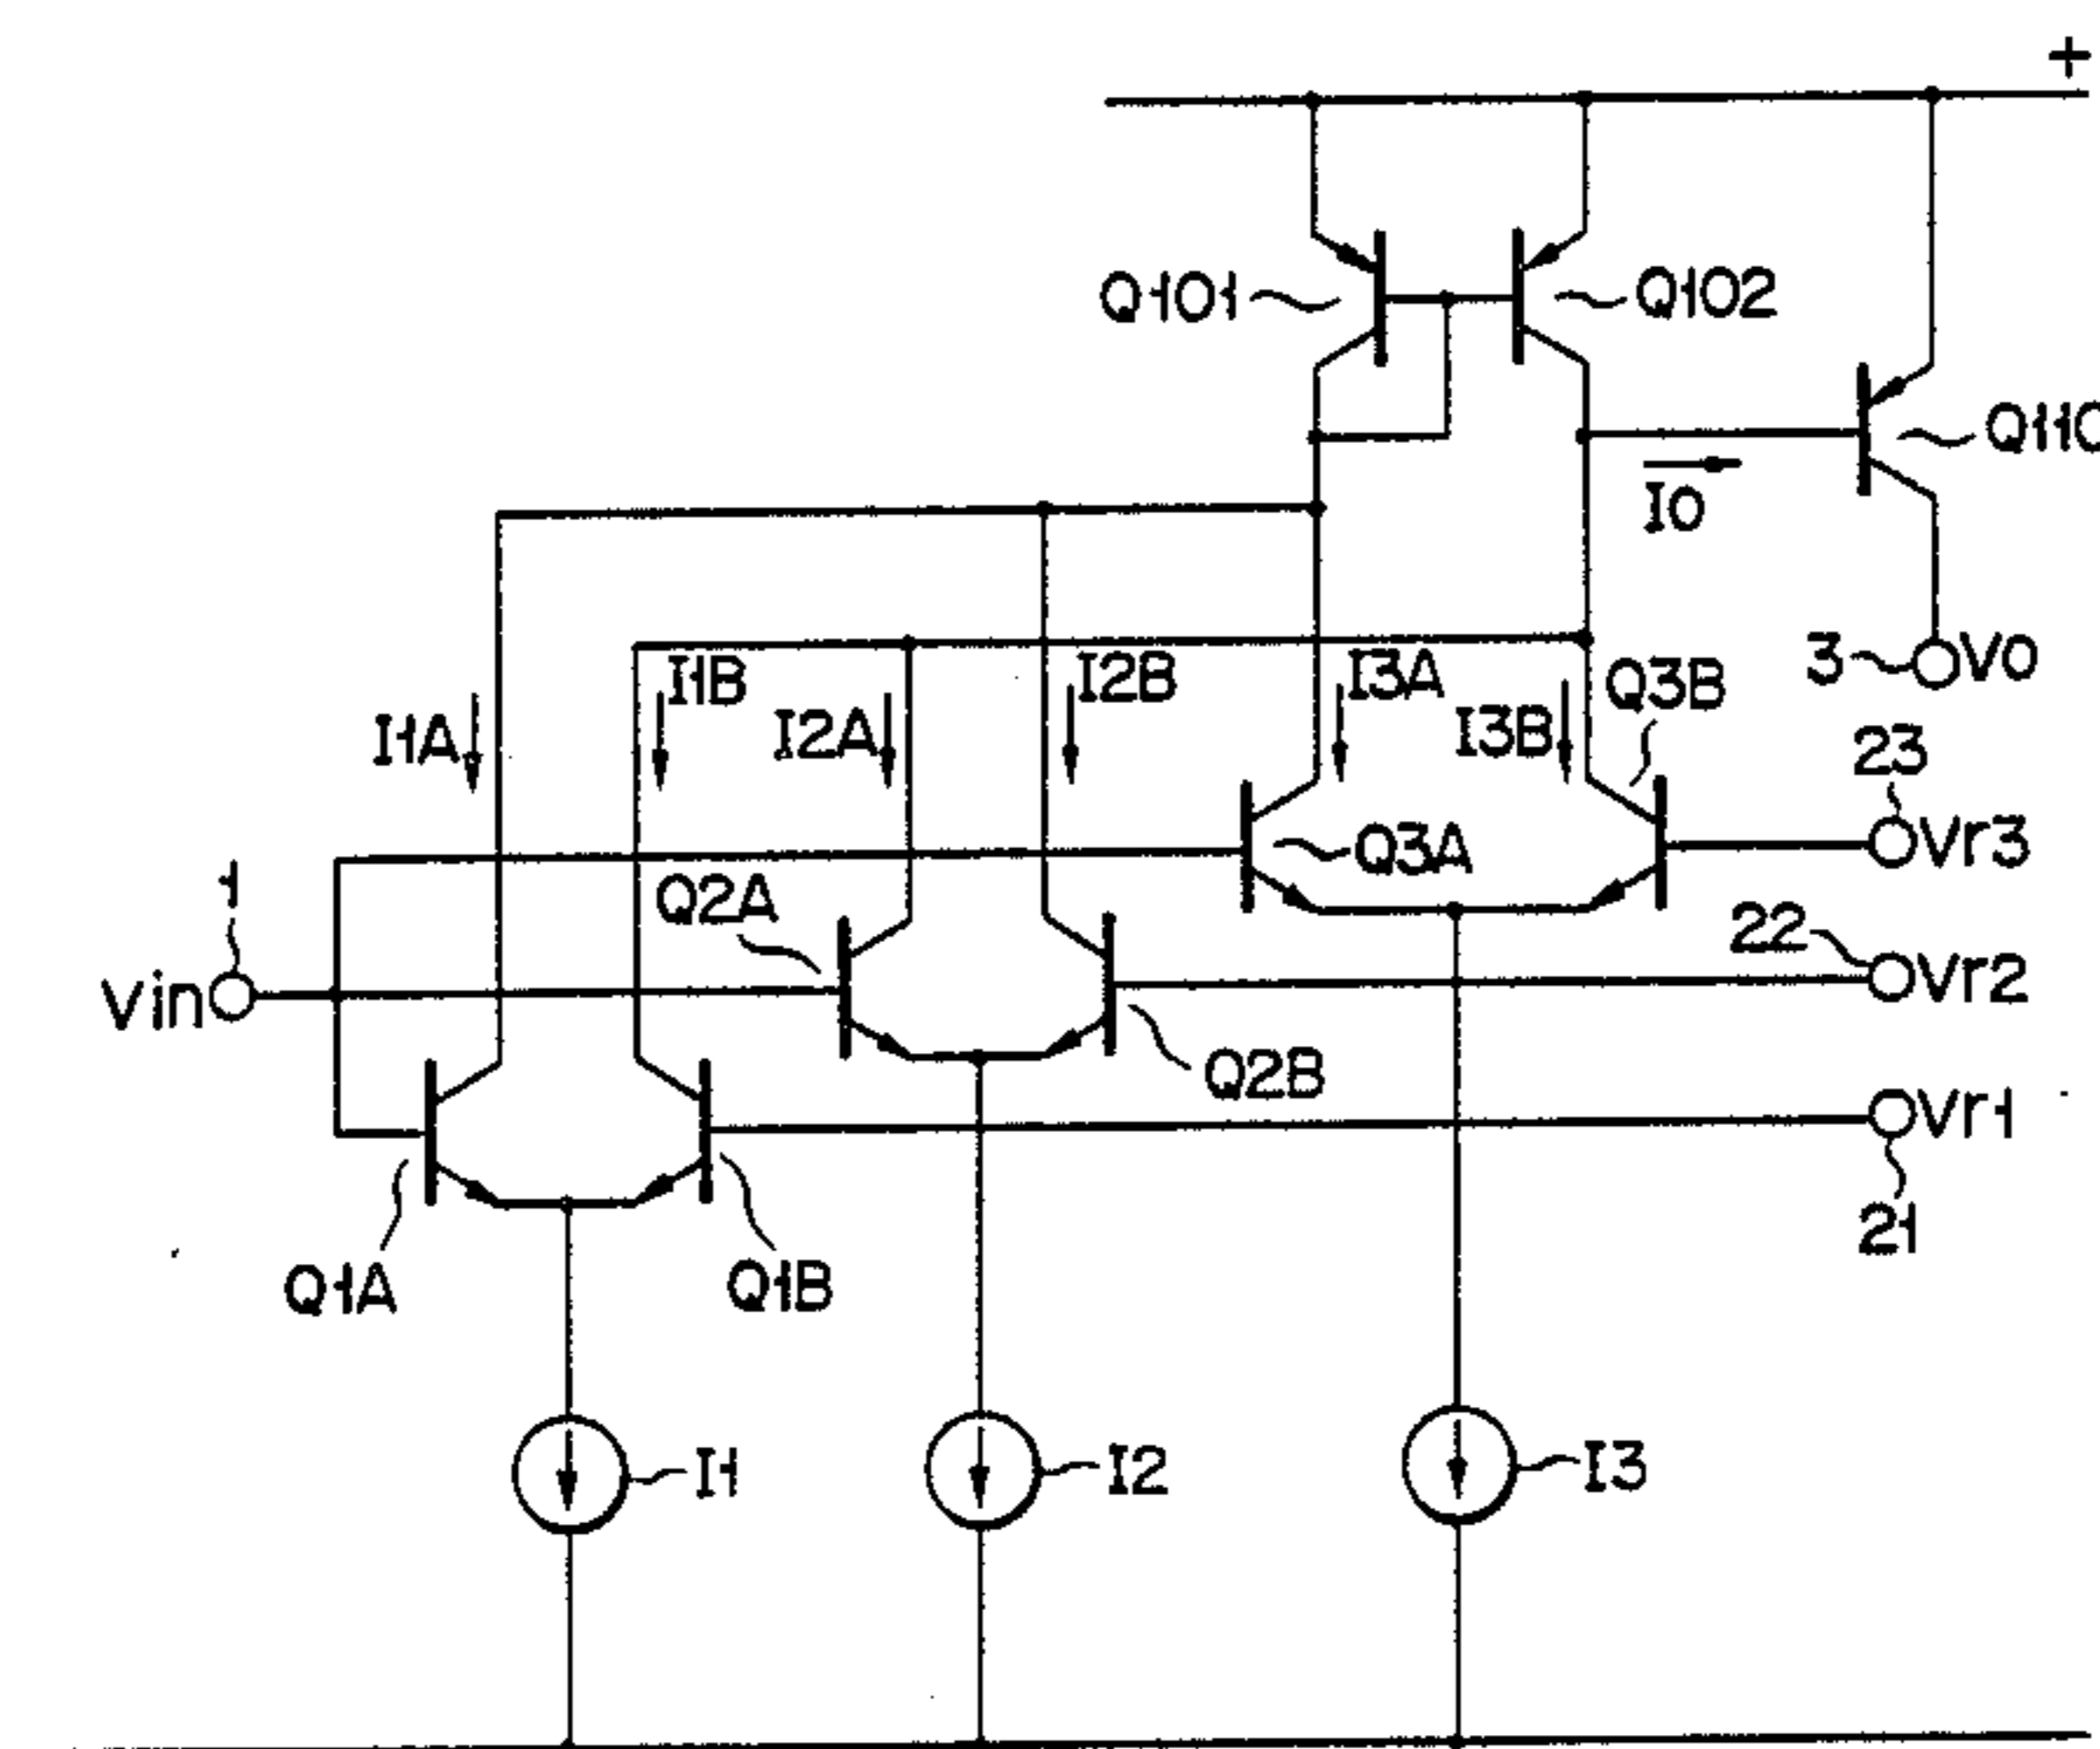 +
Q101
Q102
Q110
I0
I1B
I2B
I3A
Q3B
3
Vo
I1A
I2A
I3B
23
Q3A
Vr3
1
Q2A
22
Vin
Vr2
Q2B
Vr1
21
Q1A
Q1B
I1
I2
I3